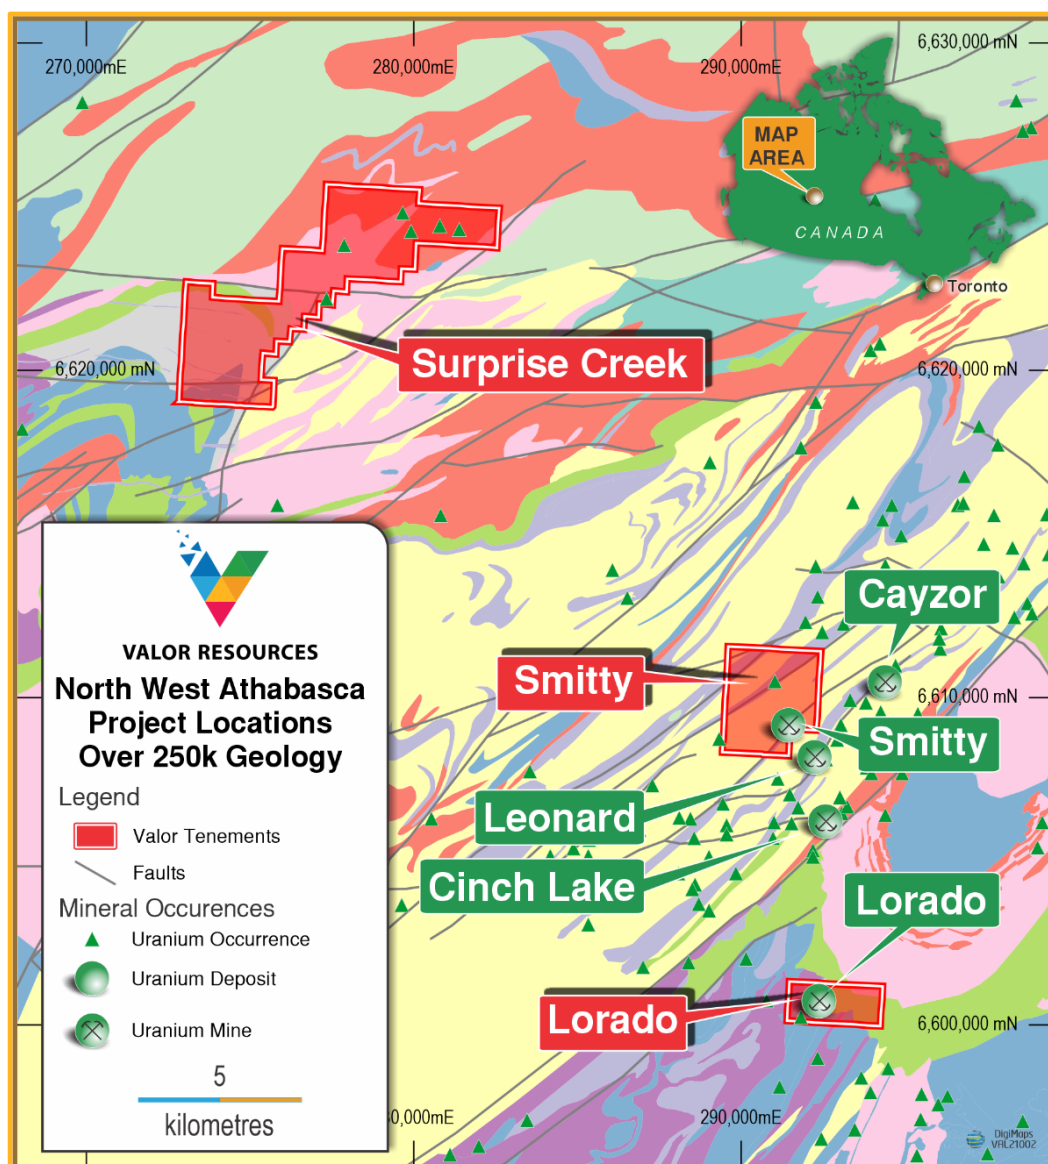 270,000mE
280,000mE
290,000mE
6,630,000 mN
MAP
AREA
CANADA
Toronto
6,620,000 mN
6,620,000 mN
Surprise Creek
VALOR RESOURCES
North West Athabasca
Project Locations
Over 250k Geology
Legend
Valor Tenements
Faults
Mineral Occurences
Uranium Occurrence
Uranium Deposit
Uranium Mine
5
kilometres
Cayzor
Smitty
6,610,000 mN
Smitty
Leonard
Cinch Lake
Lorado
Lorado
6,600,000 mN
80,000mE
290,000mE
DigiMaps
VAL21002